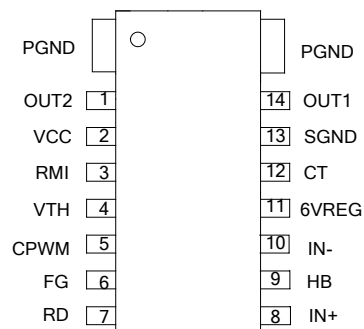 PGND PGND
OUT2 1 14 OUT1
VCC 2 13 SGND
RMI 3 12 CT
VTH 4 11 6VREG
CPWM 5 10 IN-
FG 6 9 HB
RD 7 8 IN+